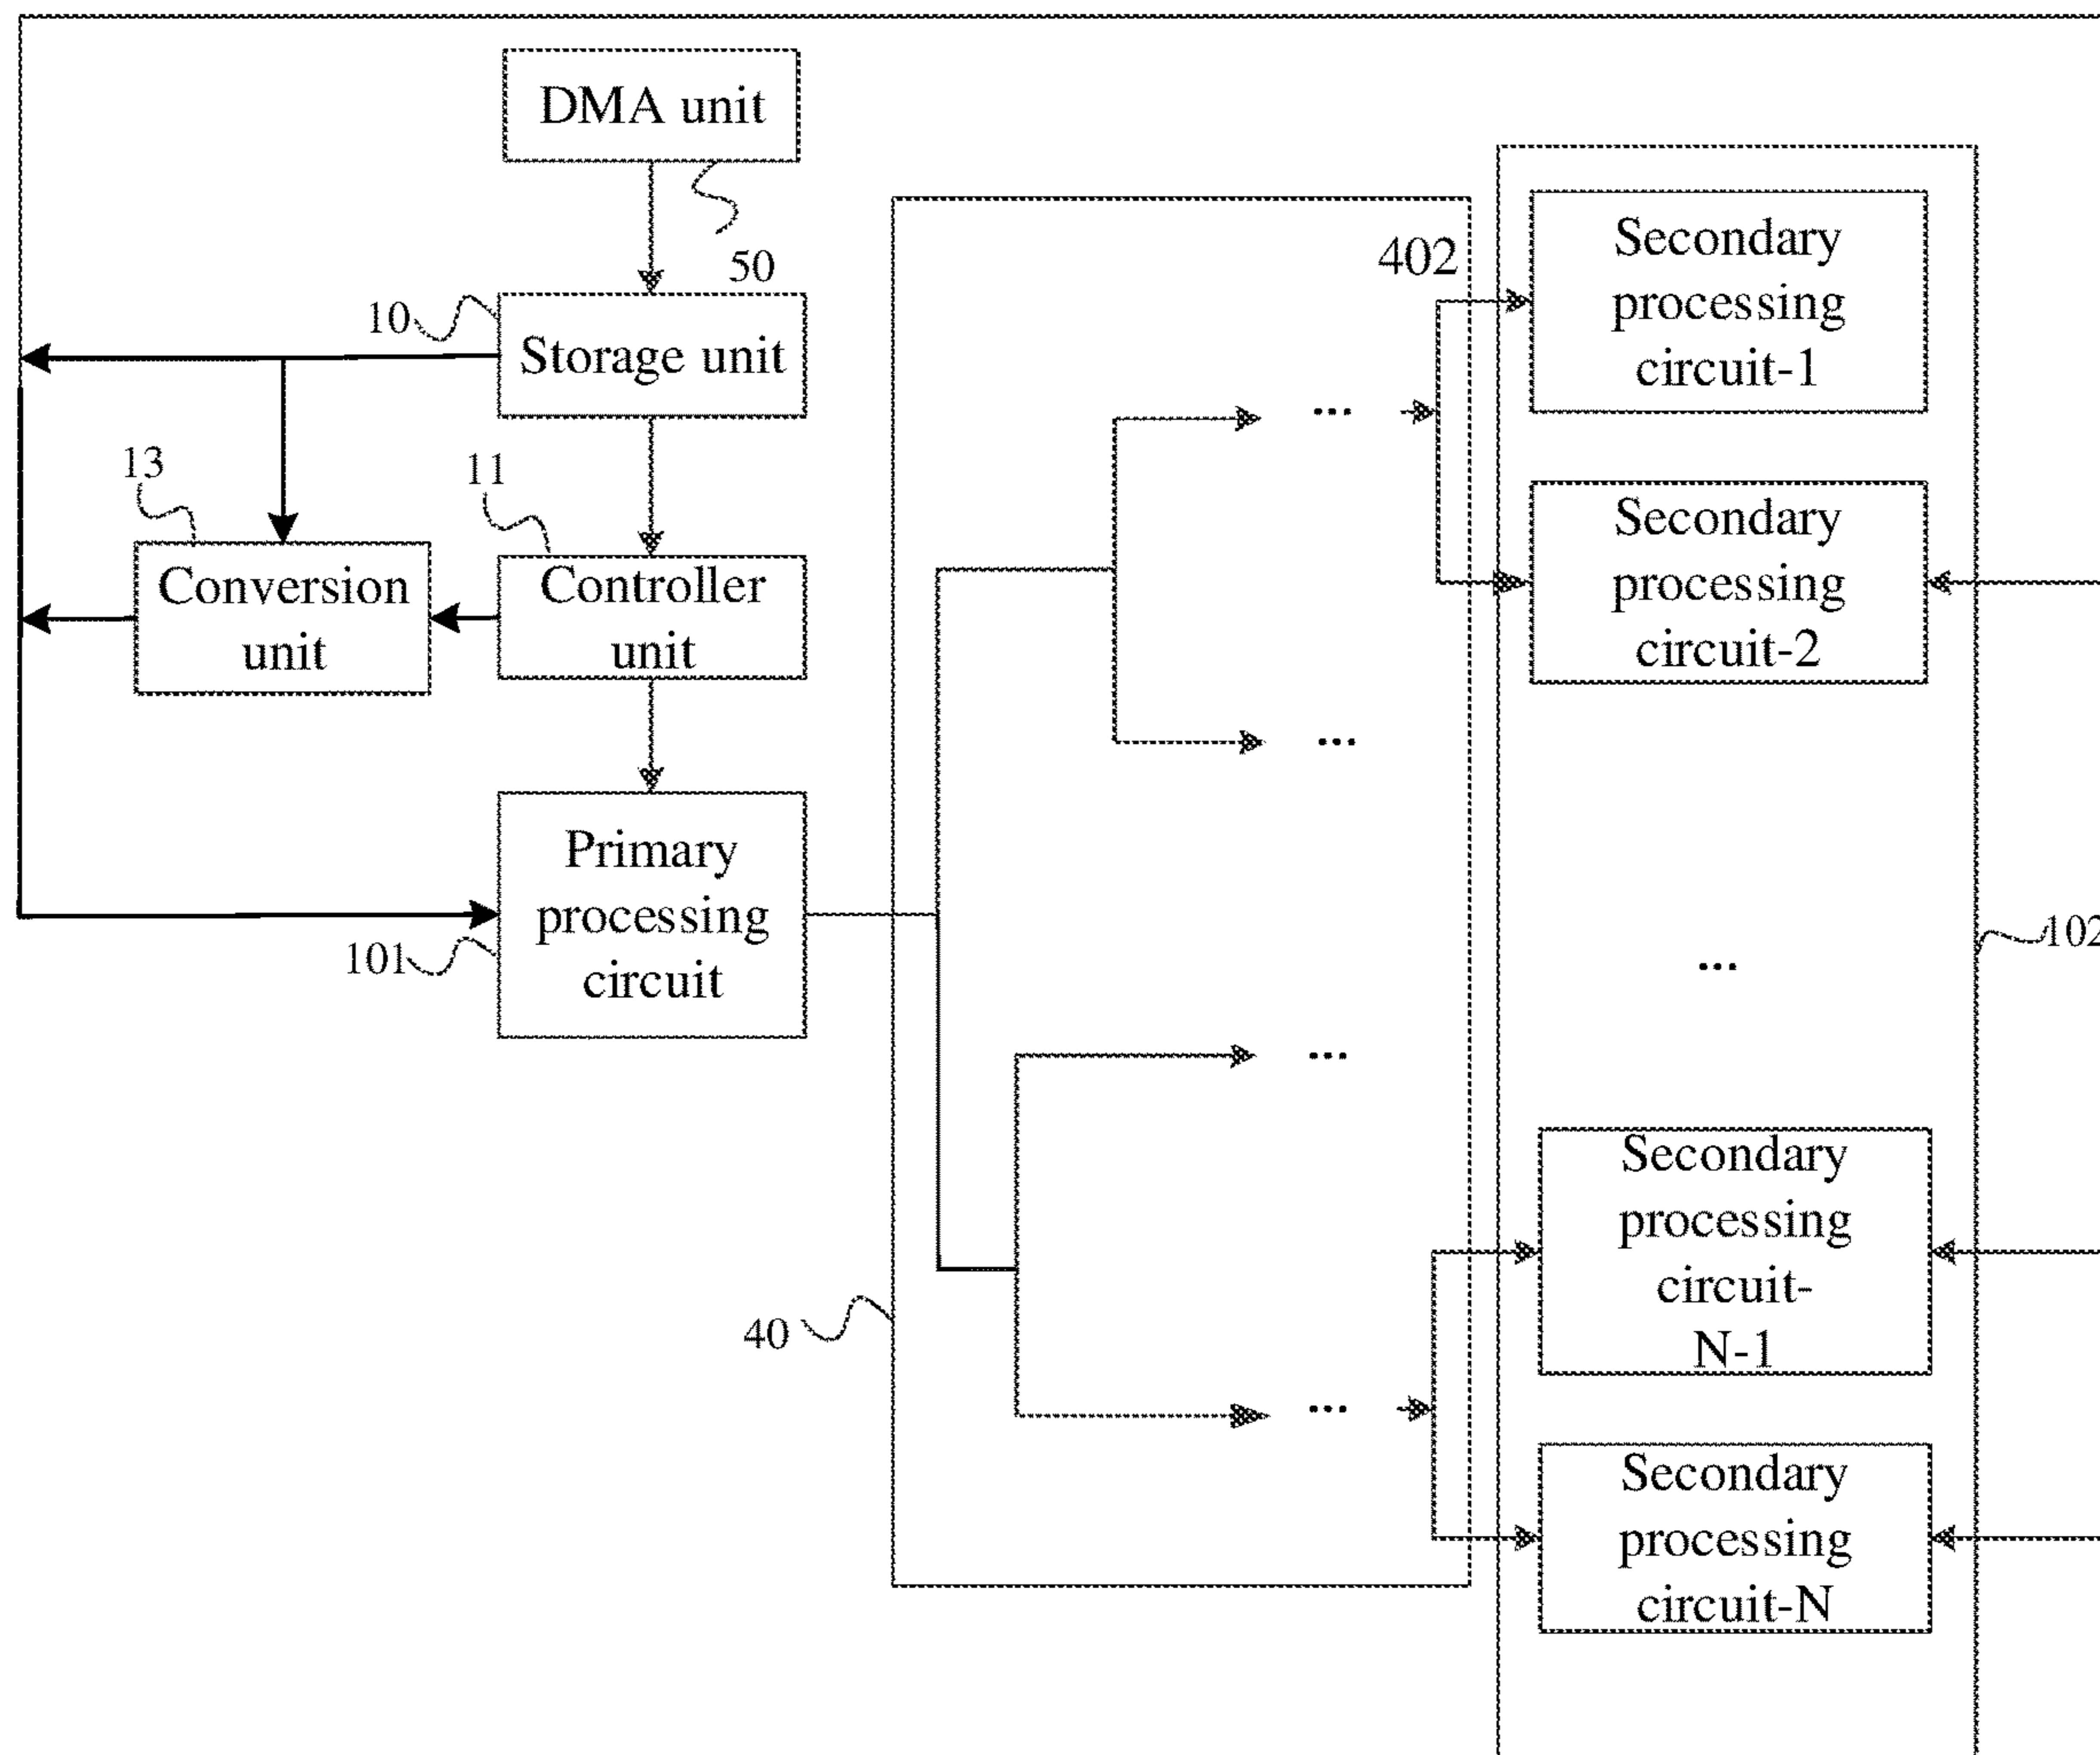 DMA unit
50
10
Storage unit
402
Secondary
processing
circuit-1
...
13
11
Conversion
unit
Controller
unit
Secondary
processing
circuit-2
...
Primary
processing
circuit
101
102
...
...
Secondary
processing
circuit-
N-1
40
...
Secondary
processing
circuit-N